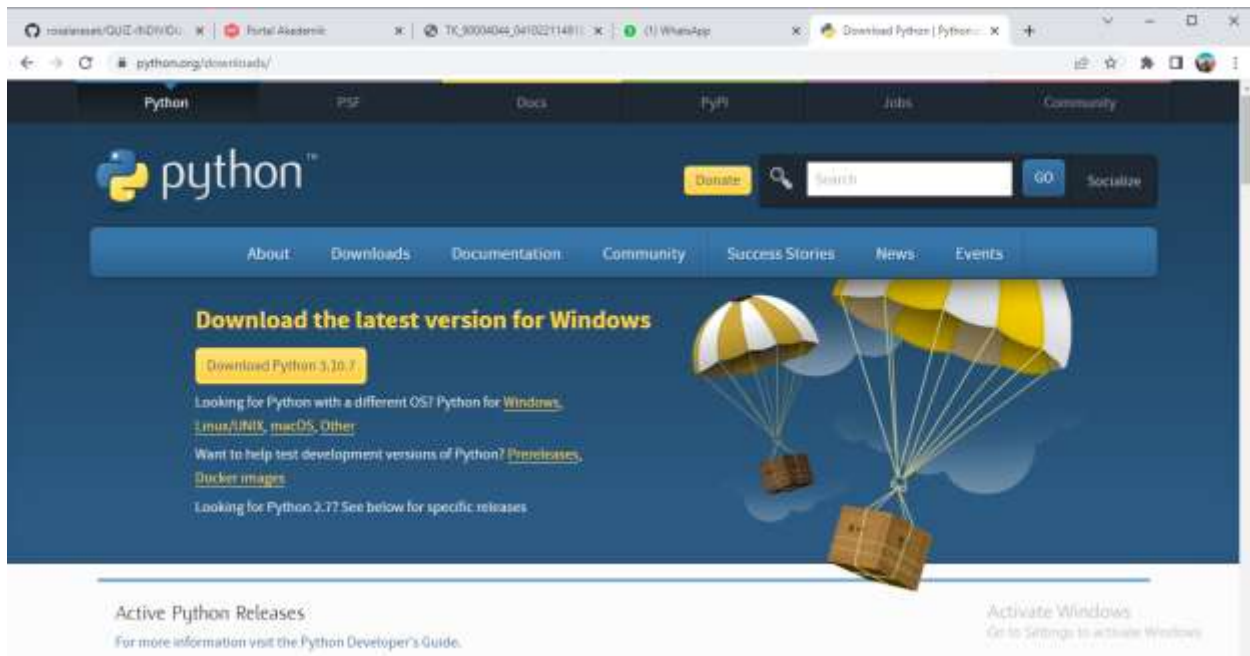 Portal Akademik
(1) WhatsApp
Download Python | Python
python.org/downloads/
Python PSF Docs PyPI Jobs Community
python™
Donate Search GO Socialize
About Downloads Documentation Community Success Stories News Events
Download the latest version for Windows
Download Python 3.10.7
Looking for Python with a different OS? Python for Windows,
Linux/UNIX, macOS, Other
Want to help test development versions of Python? Prereleases,
Docker images
Looking for Python 2.7? See below for specific releases
Active Python Releases
For more information visit the Python Developer's Guide.
Activate Windows
Go to Settings to activate Windows.